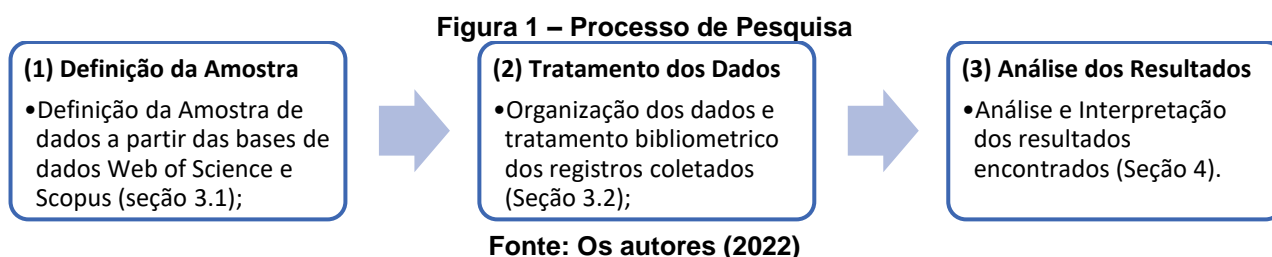 Figura 1 – Processo de Pesquisa
(1) Definição da Amostra
•Definição da Amostra de
dados a partir das bases de
dados Web of Science e
Scopus (seção 3.1);
(2) Tratamento dos Dados
•Organização dos dados e
tratamento bibliometrico
dos registros coletados
(Seção 3.2);
(3) Análise dos Resultados
•Análise e Interpretação
dos resultados
encontrados (Seção 4).
Fonte: Os autores (2022)